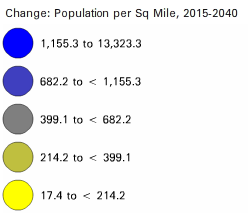 Change: Population per Sq Mile, 2015-2040
1,155.3 to 13,323.3
682.2 to < 1,155.3
399.1 to < 682.2
214.2 to < 399.1
17.4 to < 214.2